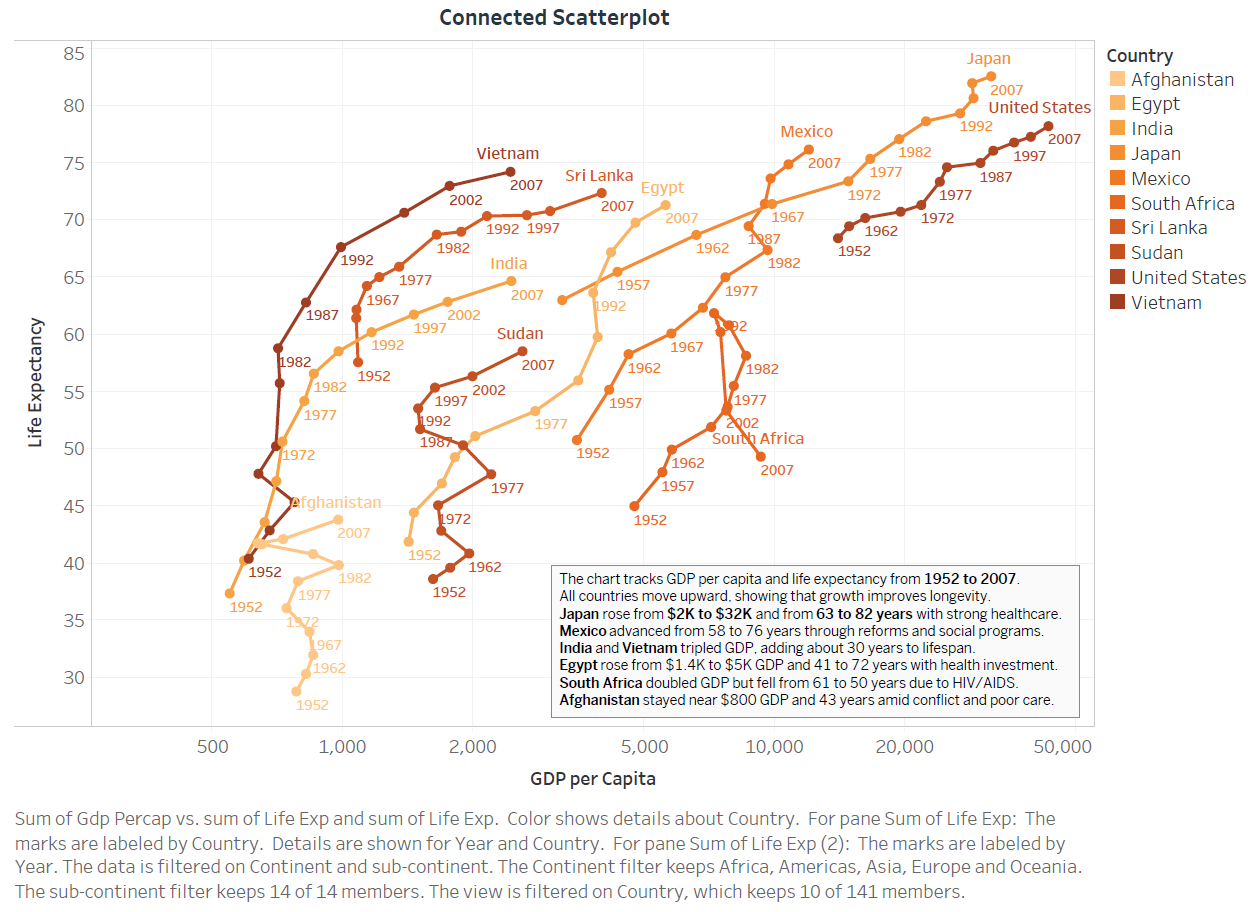 Connected Scatterplot
Country
Afghanistan
Egypt
India
Japan
Mexico
South Africa
Sri Lanka
Sudan
United States
Vietnam
Life Expectancy
85
80
75
70
65
60
55
50
45
40
35
30
Japan
2007
1992
1982
1977
1972
1967
1962
1957
United States
2007
1997
1987
1977
1972
1962
1952
Mexico
2007
1987
1982
1977
1967
1962
1957
1952
Vietnam
2007
2002
1992
1987
1982
1952
Sri Lanka
2007
1997
1992
1982
1977
1967
1952
Egypt
2007
1992
1977
1952
India
2007
2002
1997
1992
1982
1977
1972
1952
Sudan
2007
2002
1997
1992
1987
1977
1972
1962
1952
South Africa
92
1982
1977
2002
2007
1962
1957
1952
Afghanistan
2007
1982
1977
1972
1967
1962
1952
The chart tracks GDP per capita and life expectancy from 1952 to 2007.
All countries move upward, showing that growth improves longevity.
Japan rose from $2K to $32K and from 63 to 82 years with strong healthcare.
Mexico advanced from 58 to 76 years through reforms and social programs.
India and Vietnam tripled GDP, adding about 30 years to lifespan.
Egypt rose from $1.4K to $5K GDP and 41 to 72 years with health investment.
South Africa doubled GDP but fell from 61 to 50 years due to HIV/AIDS.
Afghanistan stayed near $800 GDP and 43 years amid conflict and poor care.
500
1,000
2,000
5,000
10,000
20,000
50,000
GDP per Capita
Sum of Gdp Percap vs. sum of Life Exp and sum of Life Exp. Color shows details about Country. For pane Sum of Life Exp: The
marks are labeled by Country. Details are shown for Year and Country. For pane Sum of Life Exp (2): The marks are labeled by
Year. The data is filtered on Continent and sub-continent. The Continent filter keeps Africa, Americas, Asia, Europe and Oceania.
The sub-continent filter keeps 14 of 14 members. The view is filtered on Country, which keeps 10 of 141 members.